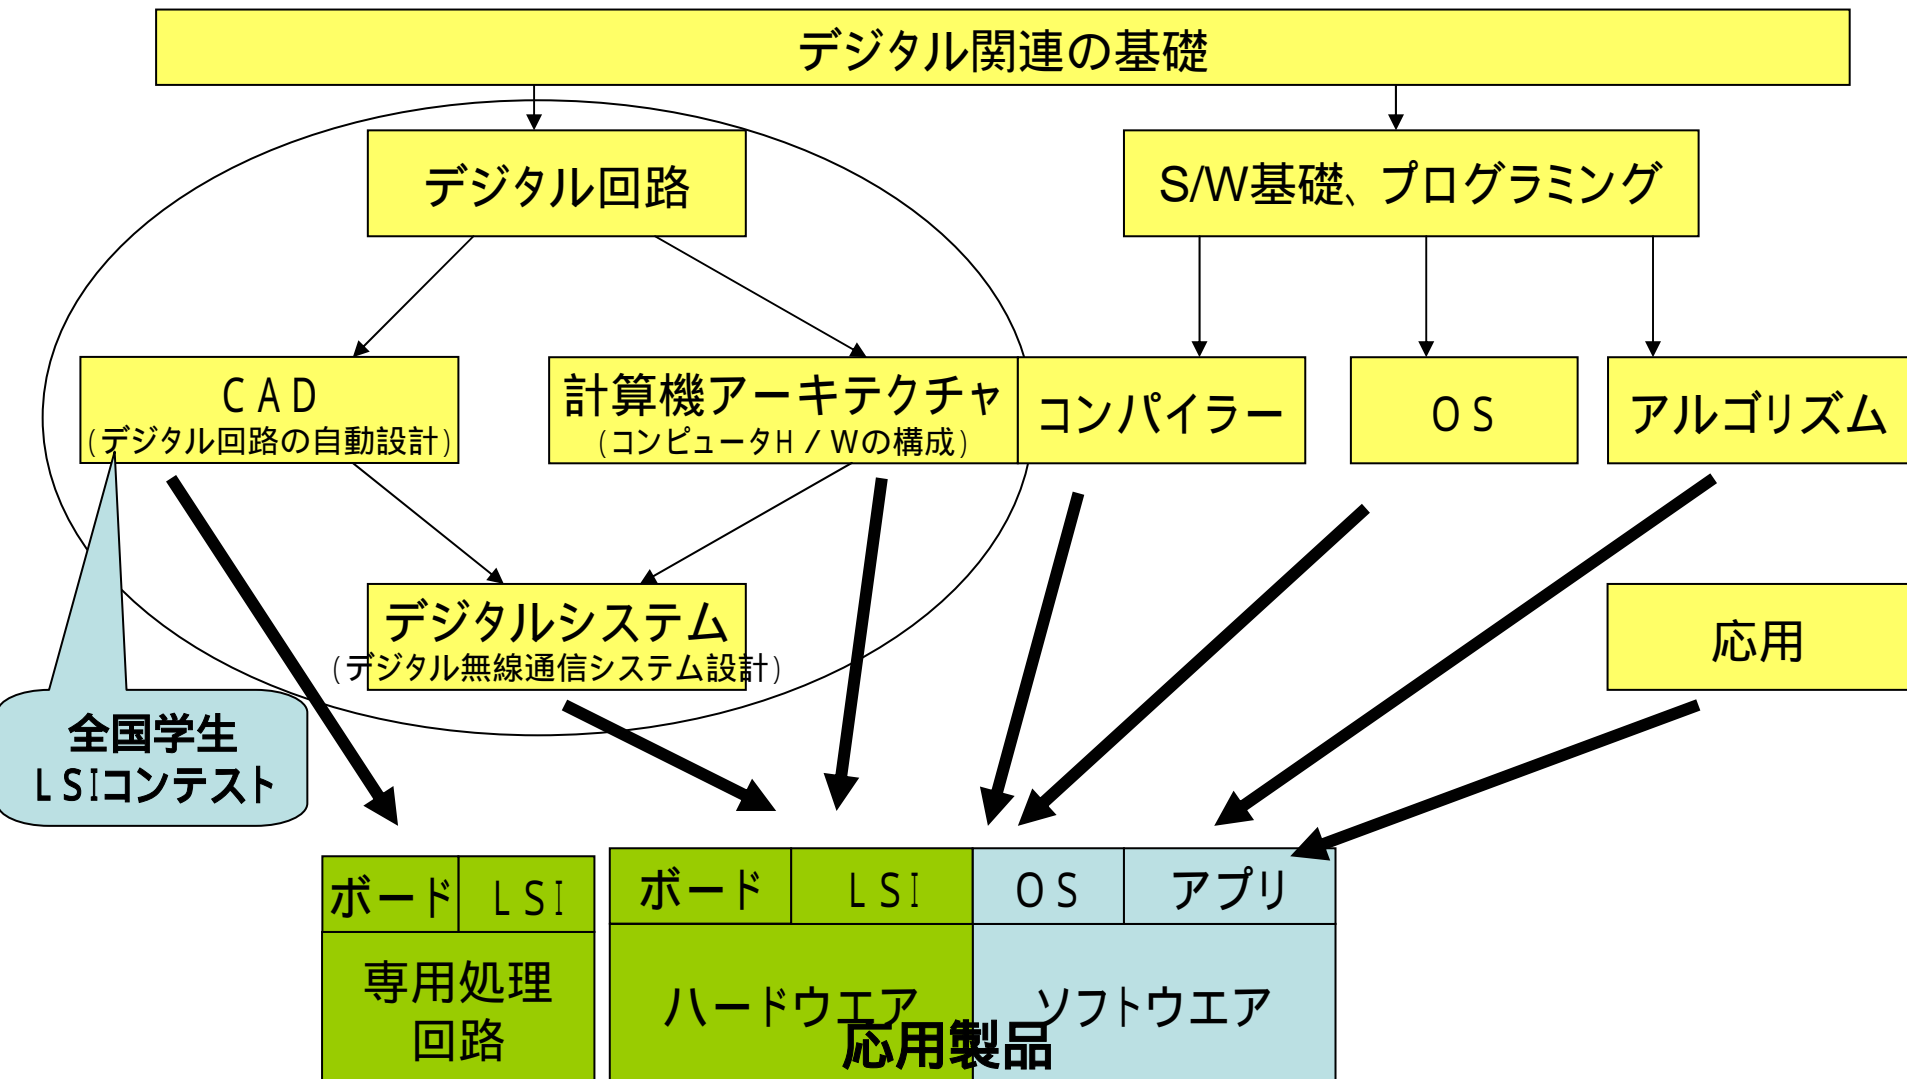 デジタル関連の基礎
デジタル回路
S/W基礎、プログラミング
CAD
(デジタル回路の自動設計)
計算機アーキテクチャ
(コンピュータH/Wの構成)
コンパイラー
OS
アルゴリズム
デジタルシステム
(デジタル無線通信システム設計)
応用
全国学生
LSIコンテスト
ボード
LSI
ボード
LSI
OS
アプリ
専用処理
回路
ハードウエア
ソフトウエア
応用製品